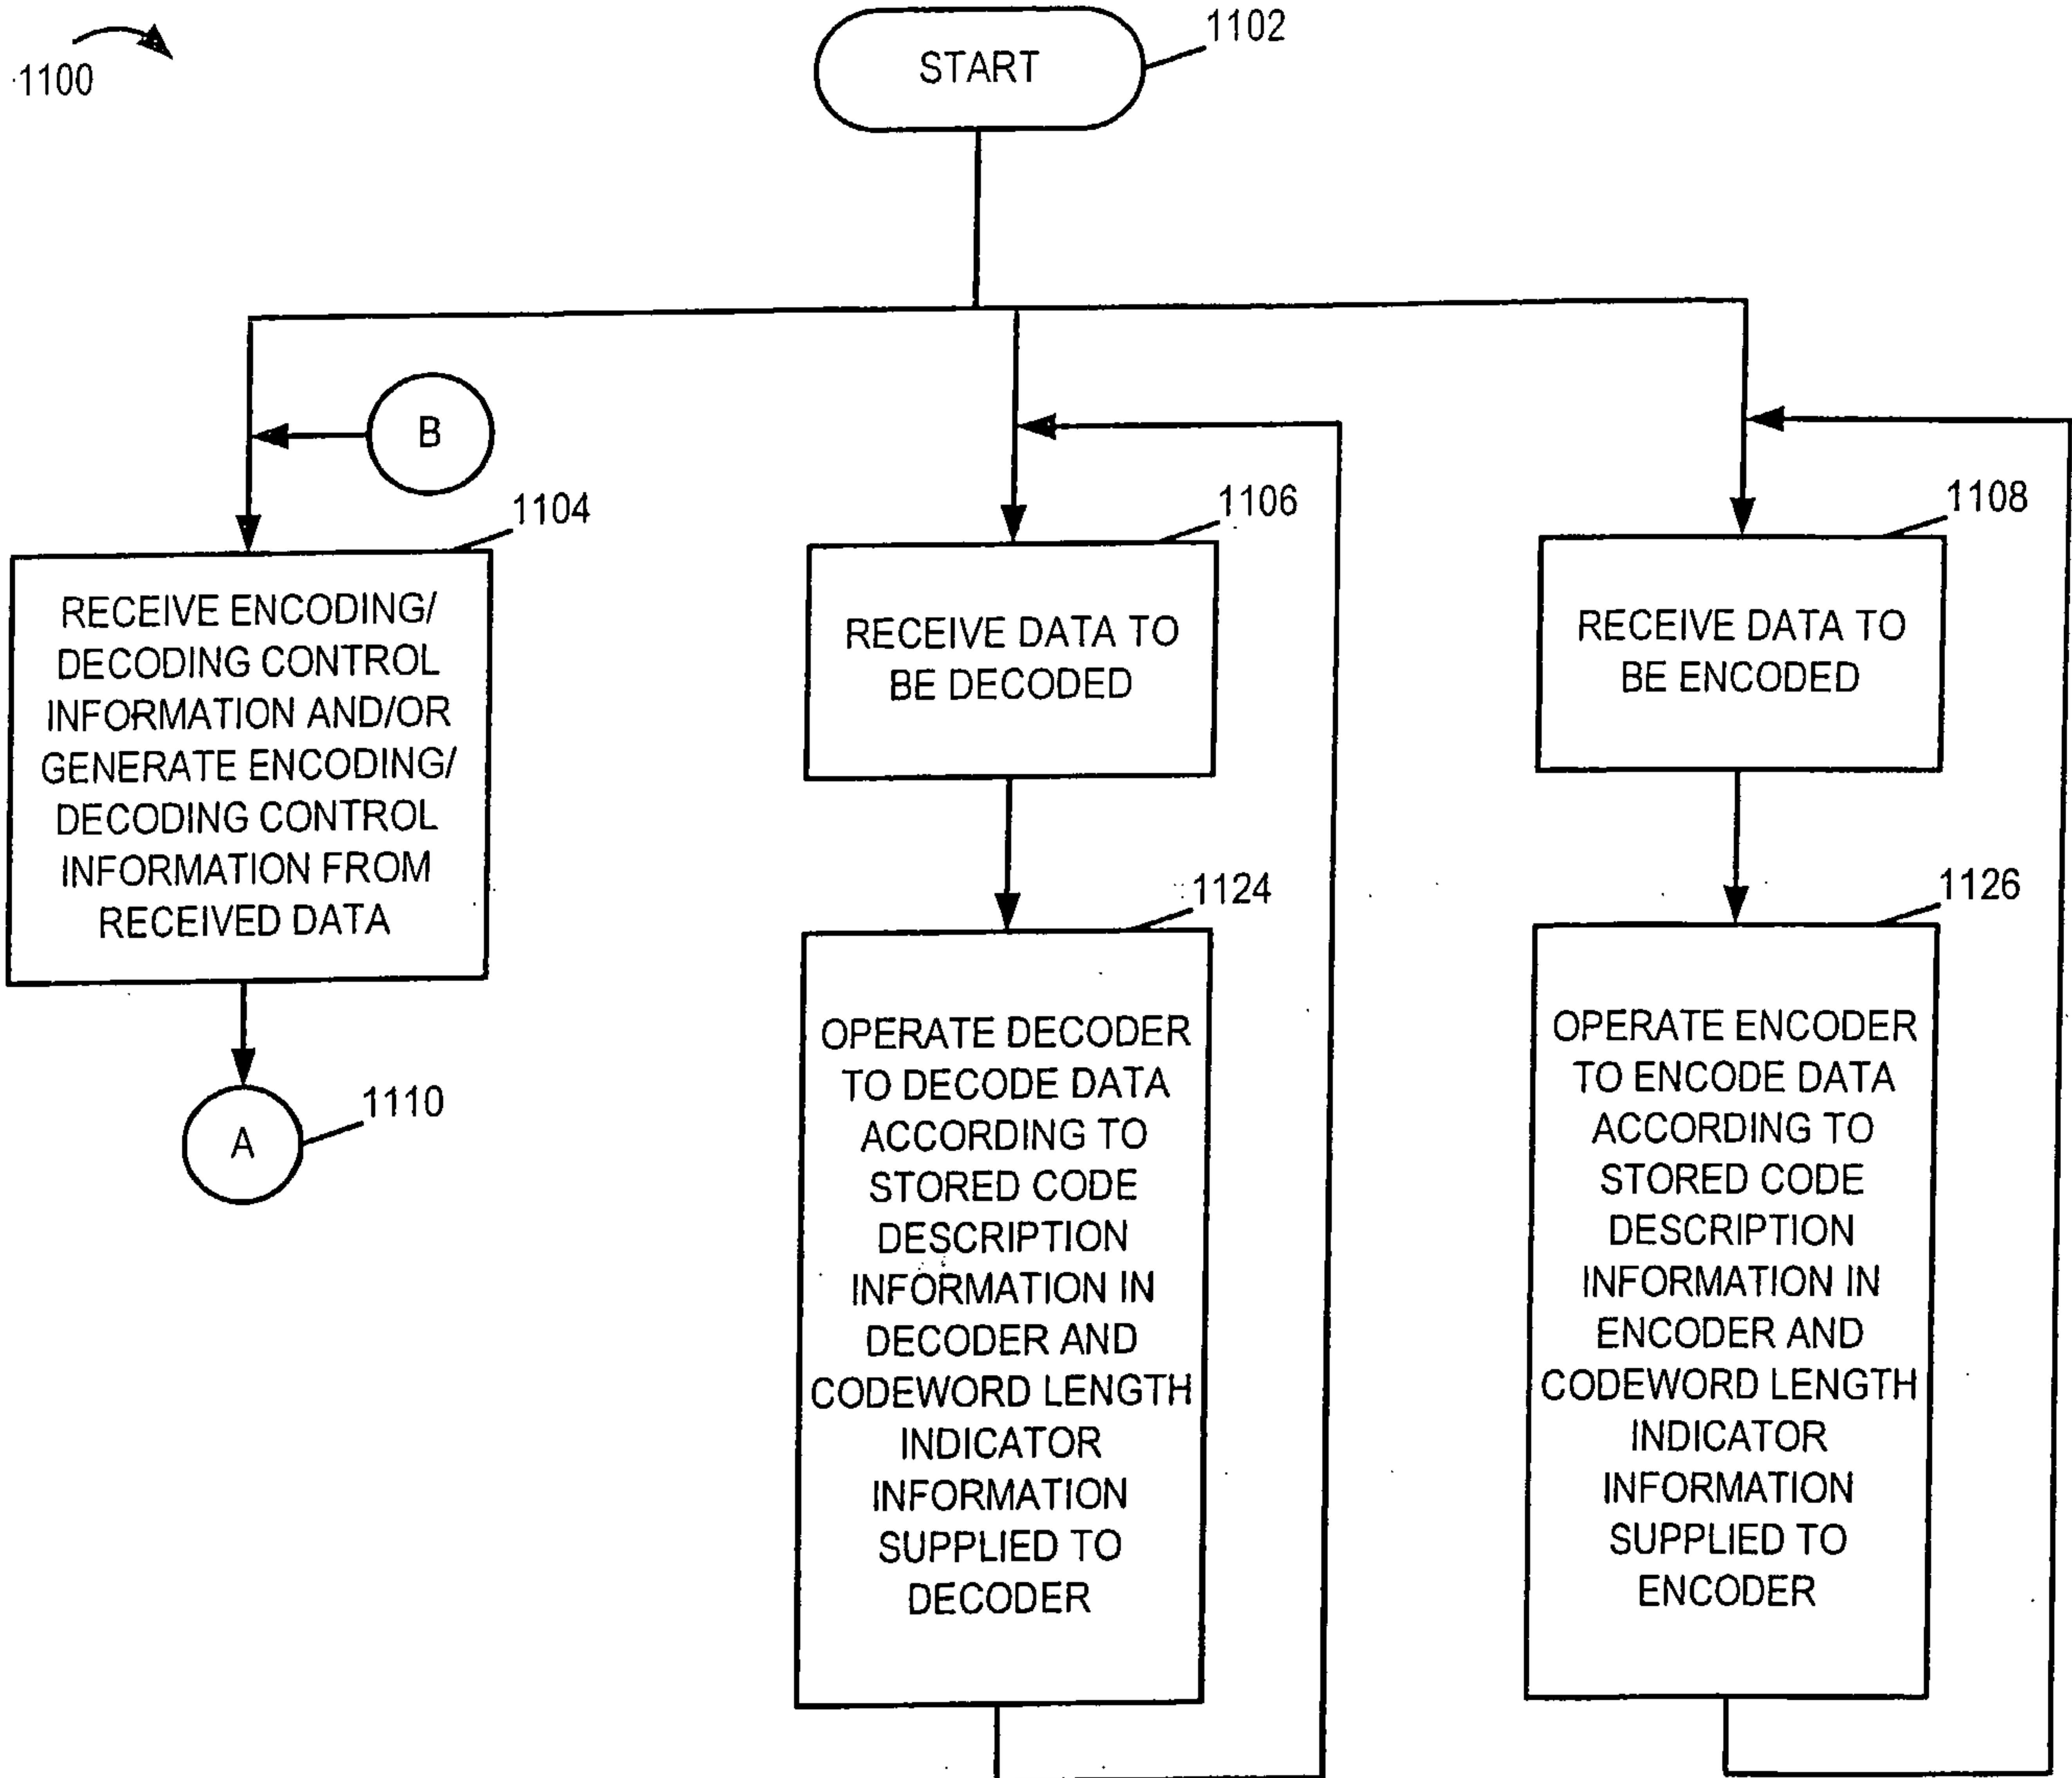 1100
START
1102
B
1104
RECEIVE ENCODING/
DECODING CONTROL
INFORMATION AND/OR
GENERATE ENCODING/
DECODING CONTROL
INFORMATION FROM
RECEIVED DATA
A
1110
1106
RECEIVE DATA TO
BE DECODED
1124
OPERATE DECODER
TO DECODE DATA
ACCORDING TO
STORED CODE
DESCRIPTION
INFORMATION IN
DECODER AND
CODEWORD LENGTH
INDICATOR
INFORMATION
SUPPLIED TO
DECODER
1108
RECEIVE DATA TO
BE ENCODED
1126
OPERATE ENCODER
TO ENCODE DATA
ACCORDING TO
STORED CODE
DESCRIPTION
INFORMATION IN
ENCODER AND
CODEWORD LENGTH
INDICATOR
INFORMATION
SUPPLIED TO
ENCODER